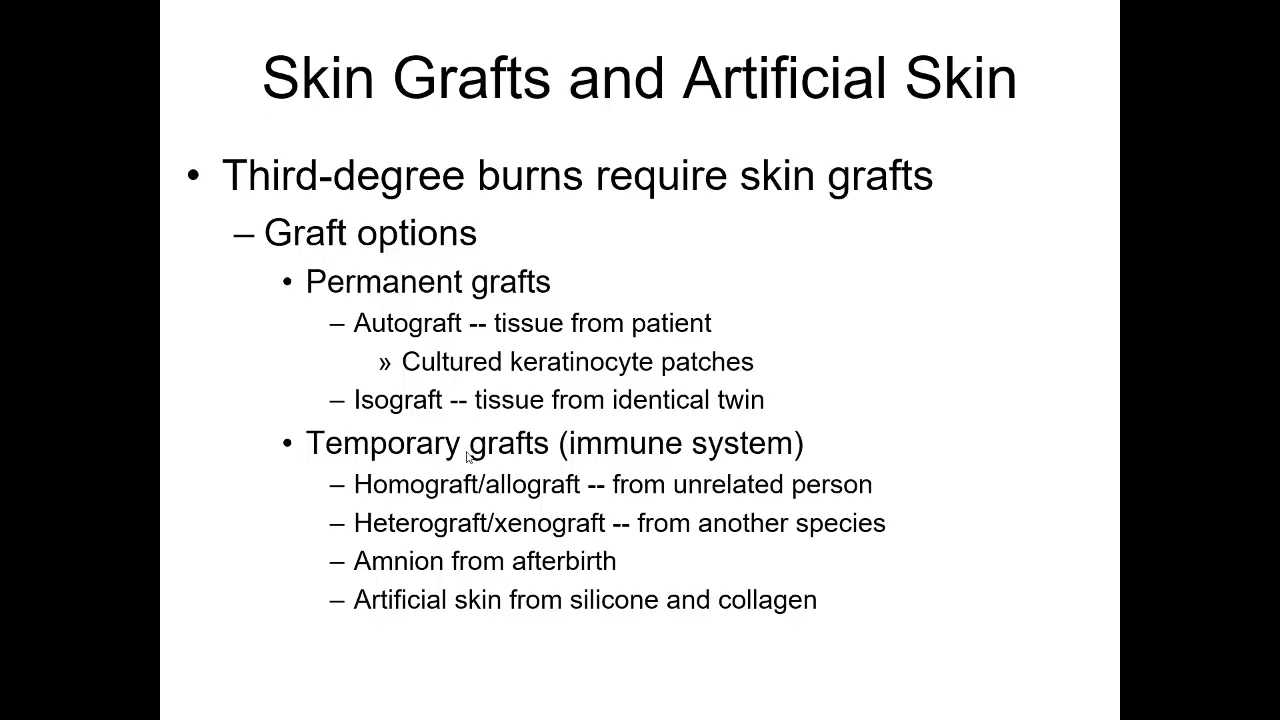 Skin Grafts and Artificial Skin
• Third-degree burns require skin grafts
– Graft options
• Permanent grafts
– Autograft -- tissue from patient
» Cultured keratinocyte patches
– Isograft -- tissue from identical twin
• Temporary grafts (immune system)
– Homograft/allograft -- from unrelated person
– Heterograft/xenograft -- from another species
– Amnion from afterbirth
– Artificial skin from silicone and collagen